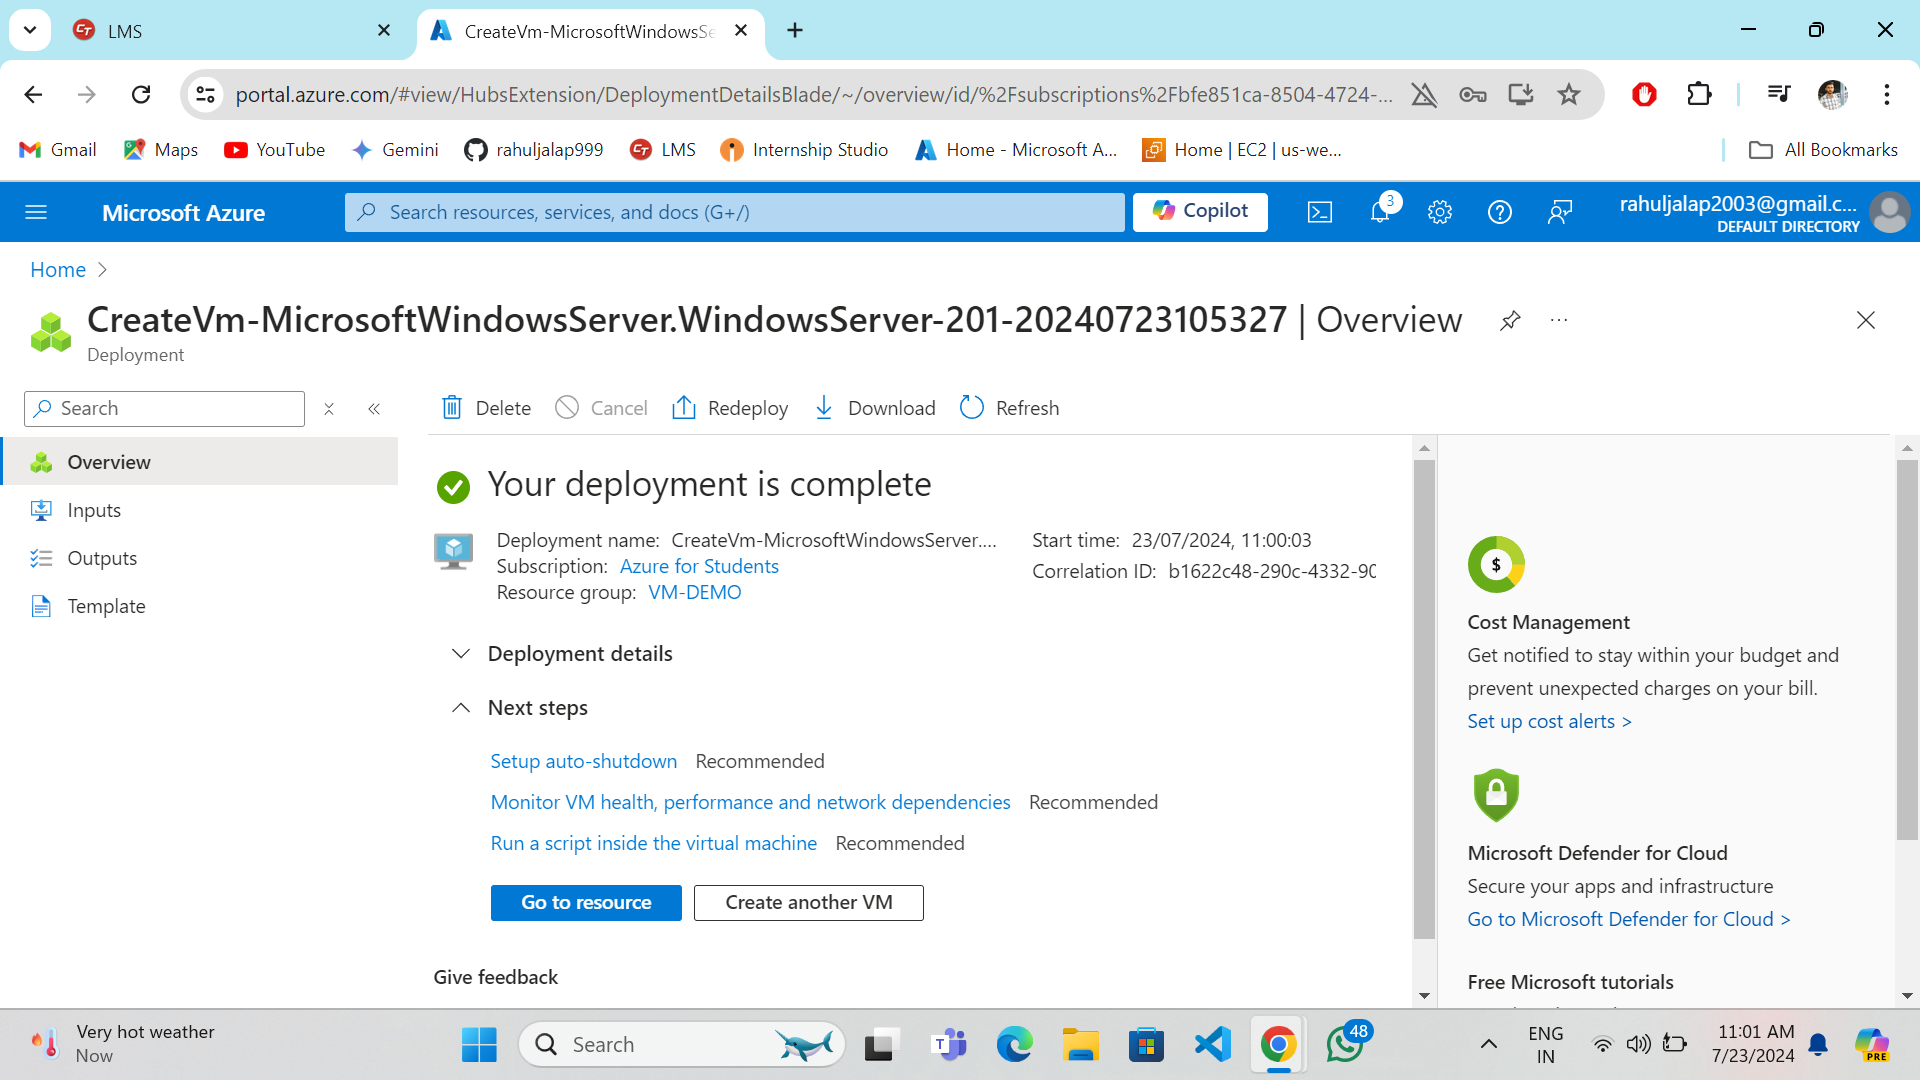 LMS
CreateVm-MicrosoftWindowsSe
portal.azure.com/#view/HubsExtension/DeploymentDetailsBlade/~/overview/id/%2Fsubscriptions%2Fbfe851ca-8504-4724-...
Gmail
Maps
YouTube
Gemini
rahuljalap999
LMS
Internship Studio
Home - Microsoft A...
Home | EC2 | us-we...
All Bookmarks
Microsoft Azure
Search resources, services, and docs (G+/)
Copilot
3
rahuljalap2003@gmail.c...
DEFAULT DIRECTORY
Home
CreateVm-MicrosoftWindowsServer.WindowsServer-201-20240723105327 | Overview
Deployment
Search
Delete
Cancel
Redeploy
Download
Refresh
Overview
Inputs
Outputs
Template
Your deployment is complete
Deployment name: CreateVm-MicrosoftWindowsServer....
Subscription: Azure for Students
Resource group: VM-DEMO
Start time: 23/07/2024, 11:00:03
Correlation ID: b1622c48-290c-4332-90
Deployment details
Next steps
Setup auto-shutdown Recommended
Monitor VM health, performance and network dependencies Recommended
Run a script inside the virtual machine Recommended
Go to resource
Create another VM
Give feedback
Cost Management
Get notified to stay within your budget and
prevent unexpected charges on your bill.
Set up cost alerts >
Microsoft Defender for Cloud
Secure your apps and infrastructure
Go to Microsoft Defender for Cloud >
Free Microsoft tutorials
Very hot weather
Now
Search
48
ENG
IN
11:01 AM
7/23/2024
PRE